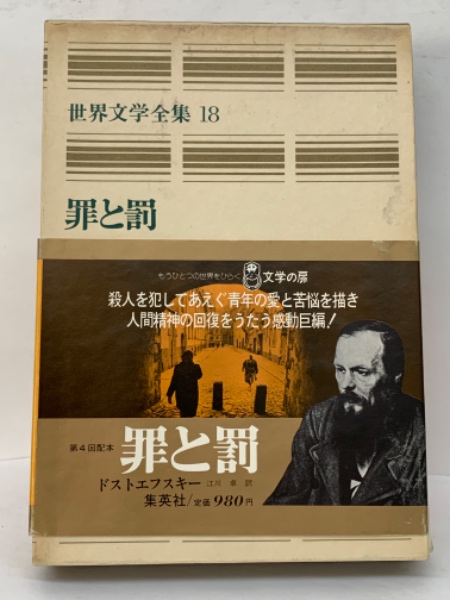 世界文学全集 18
罪と罰
もうひとつの世界をひらく 文学の扉
殺人を犯してあえぐ青年の愛と苦悩を描き
人間精神の回復をうたう感動巨編!
第4回配本 罪と罰
ドストエフスキー 江川 卓 訳
集英社/定価980円